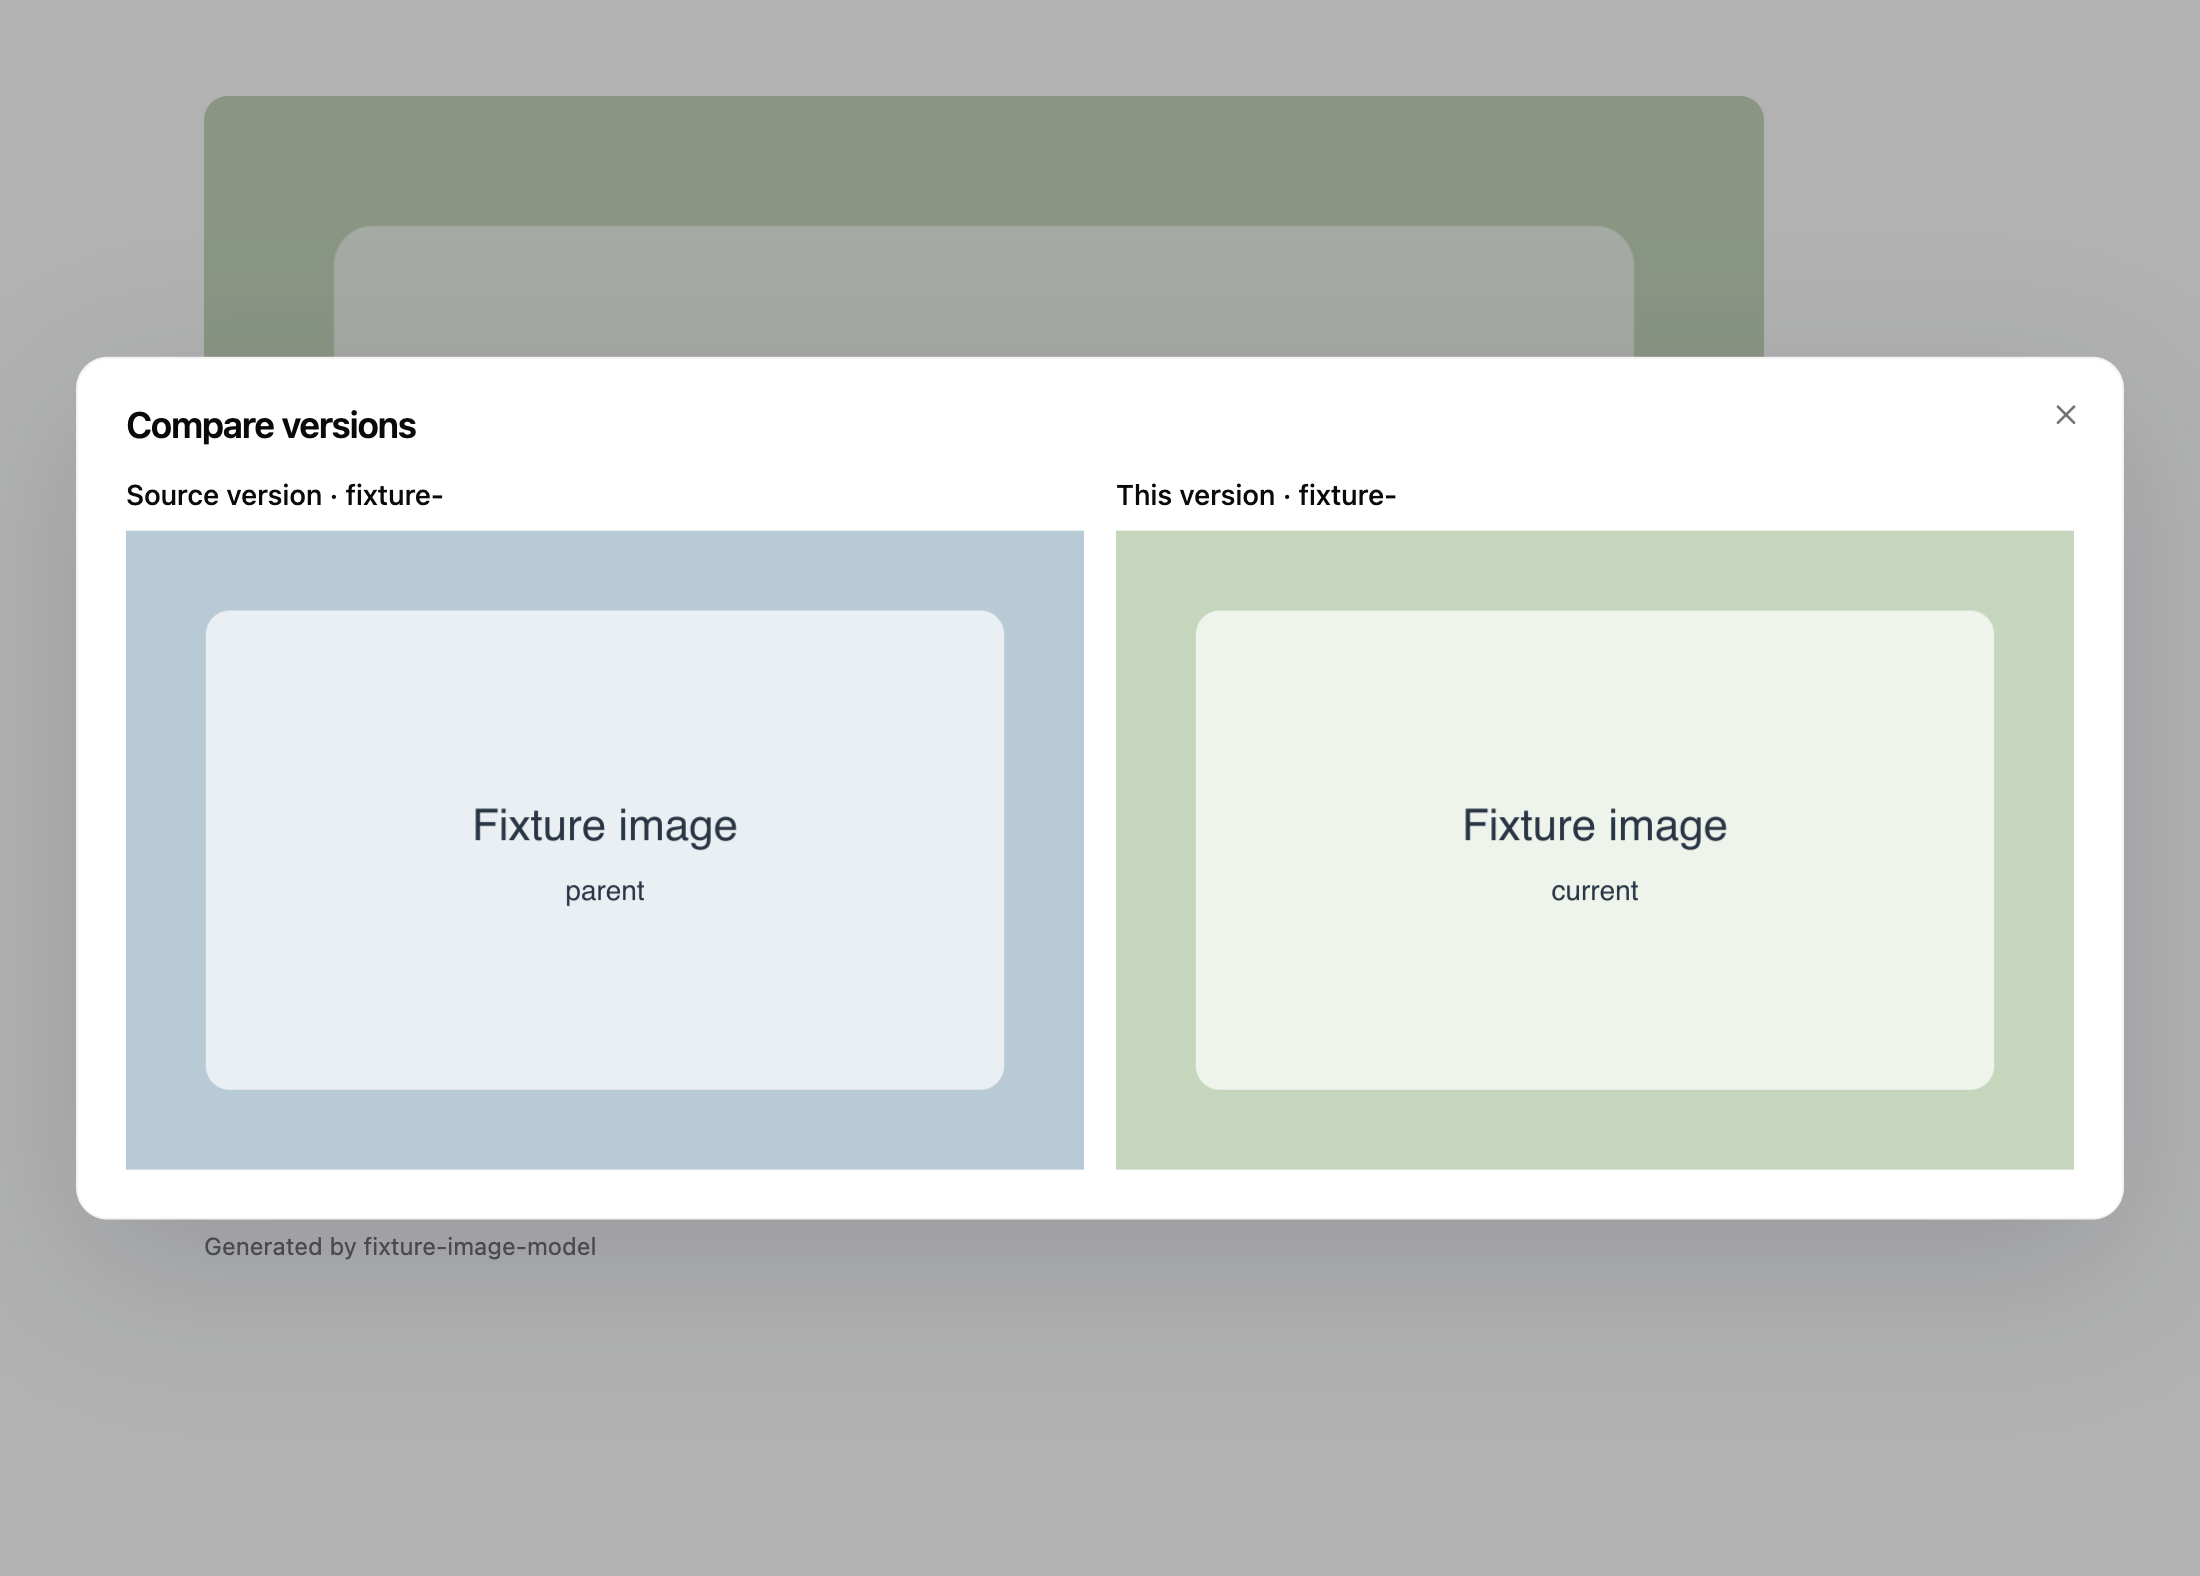 Compare versions
Source version · fixture-
This version · fixture-
Fixture image
parent
Fixture image
current
Generated by fixture-image-model